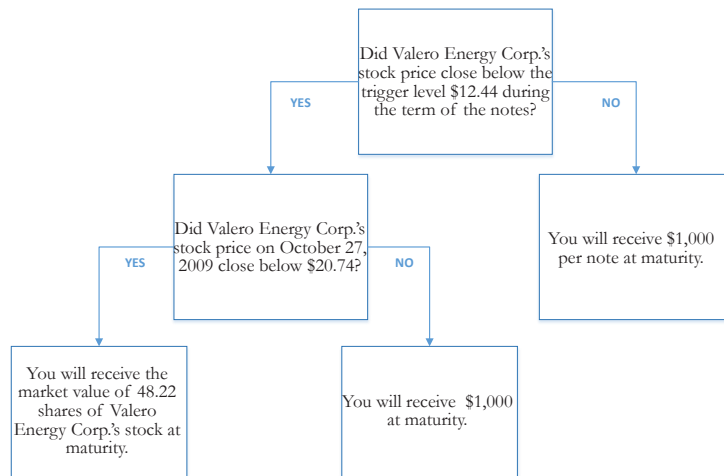 Did Valero Energy Corp.'s
stock price close below the
trigger level $12.44 during
the term of the notes?
YES
NO
Did Valero Energy Corp.'s
stock price on October 27,
2009 close below $20.74?
You will receive $1,000
per note at maturity.
YES
NO
You will receive the
market value of 48.22
shares of Valero
Energy Corp.'s stock at
maturity.
You will receive $1,000
at maturity.